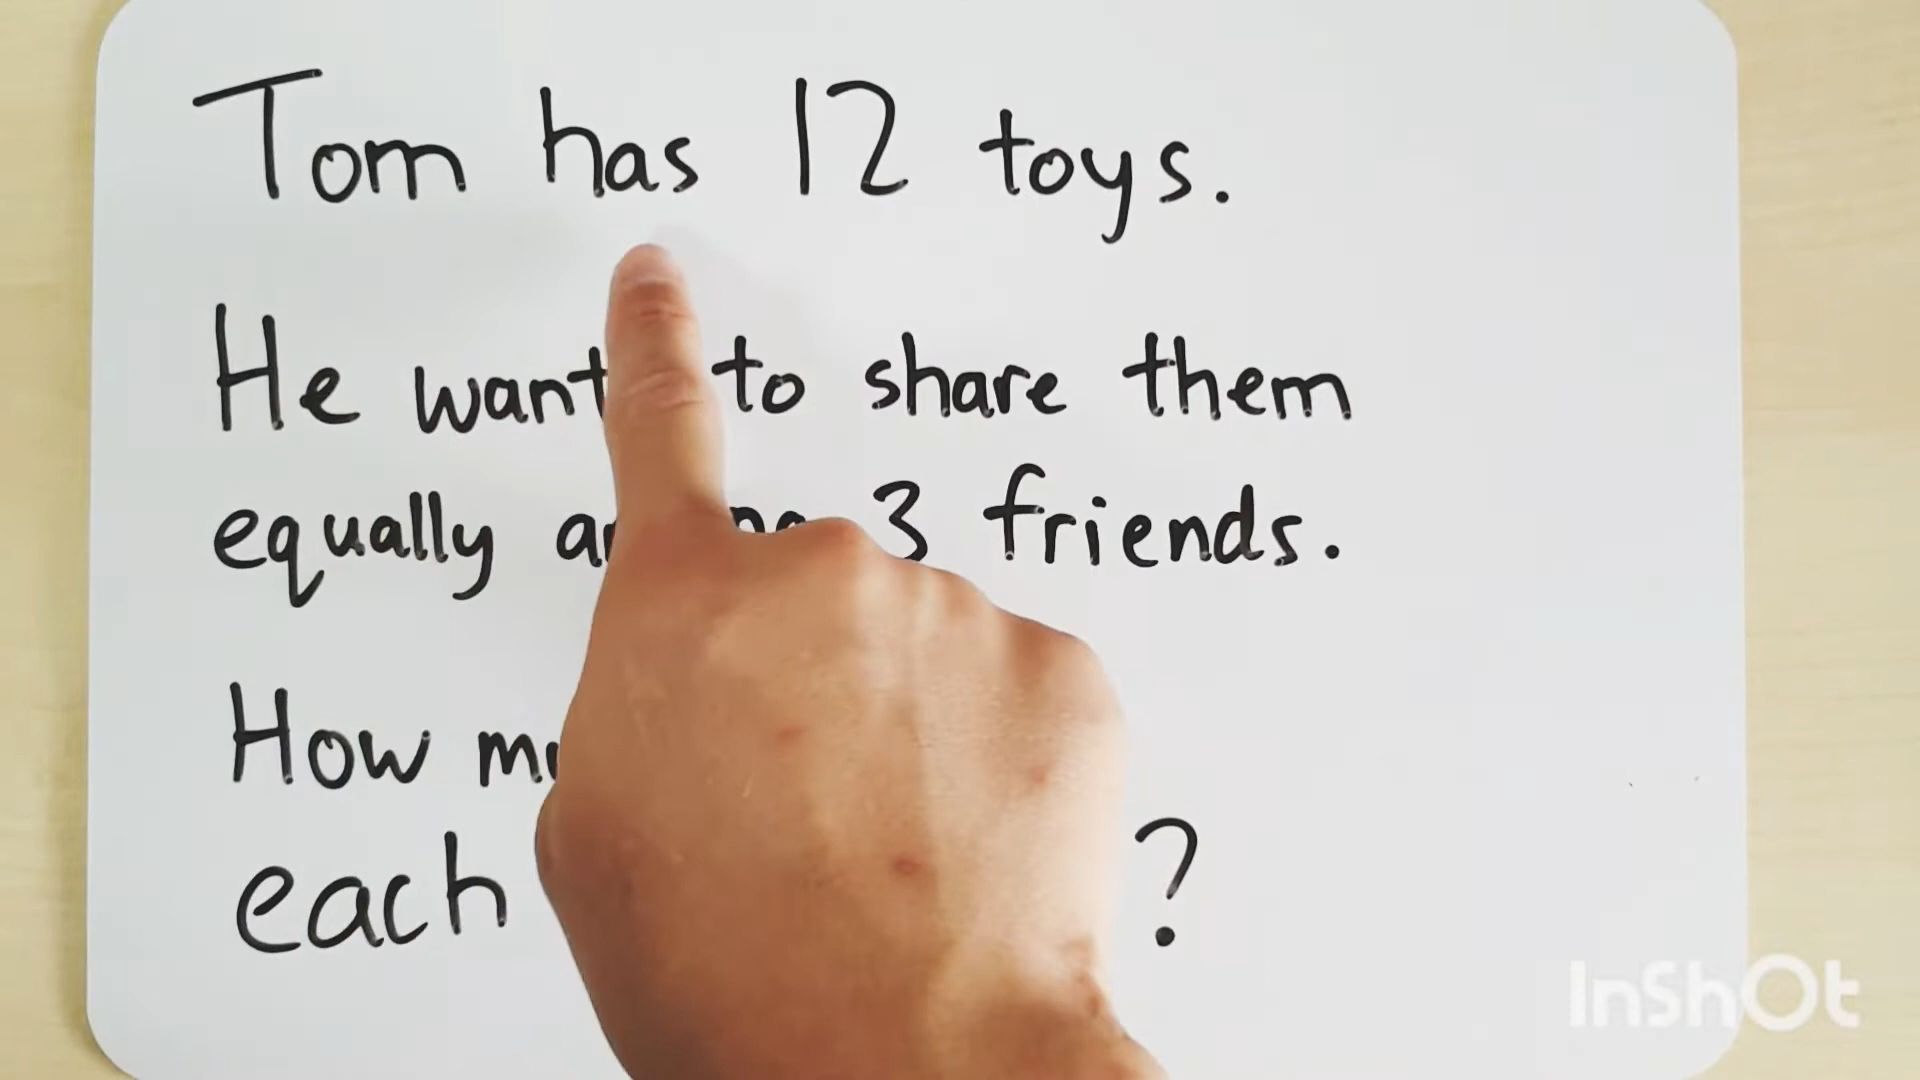 Tom has 12 toys.
He want to share them
equally 3 friends.
How
each ?
InShOt